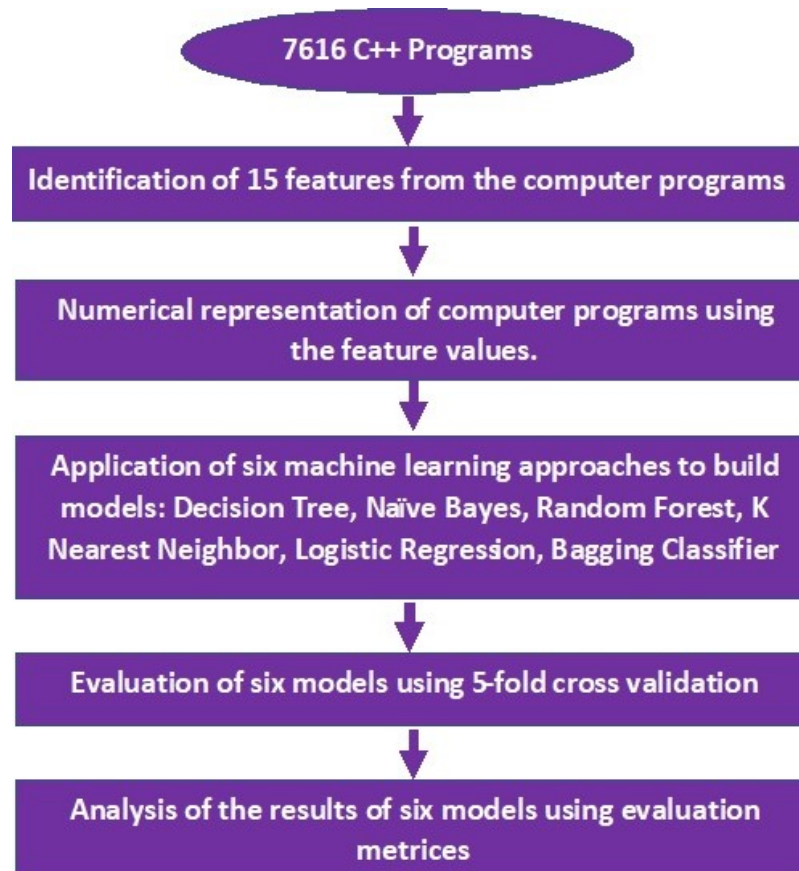 7616 C++ Programs
Identification of 15 features from the computer programs
Numerical representation of computer programs using
the feature values.
Application of six machine learning approaches to build
models: Decision Tree, Naïve Bayes, Random Forest, K
Nearest Neighbor, Logistic Regression, Bagging Classifier
Evaluation of six models using 5-fold cross validation
Analysis of the results of six models using evaluation
metrices